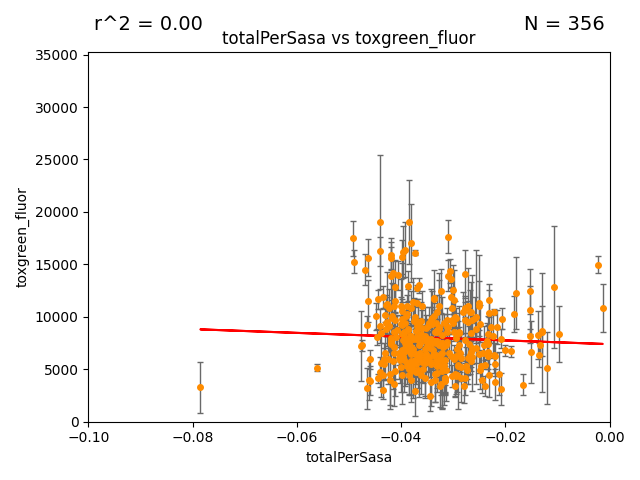 r^2 = 0.00
N = 356
totalPerSasa vs toxgreen_fluor
35000
30000
25000
20000
15000
10000
5000
0
toxgreen_fluor
−0.10
−0.08
−0.06
−0.04
−0.02
0.00
totalPerSasa